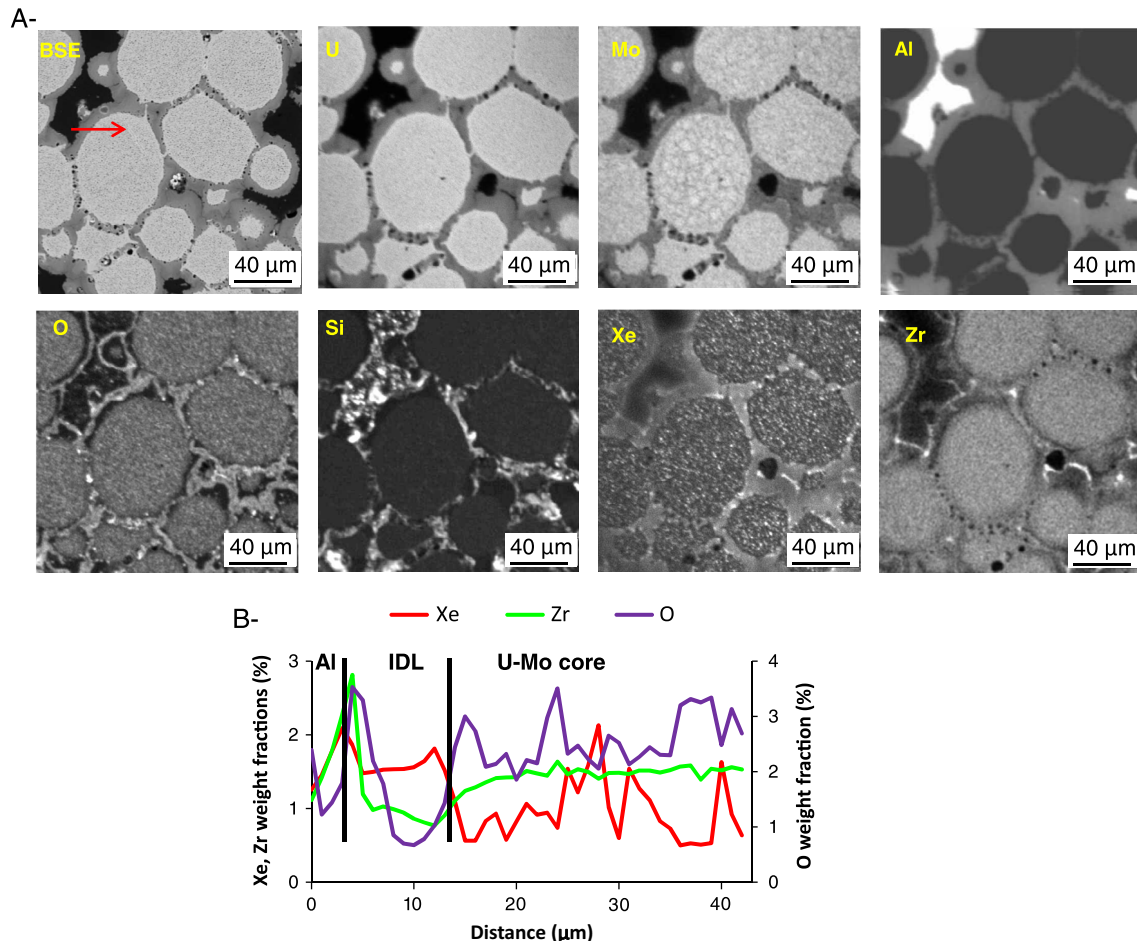 A-
BSE
U
Mo
Al
40 µm
40 µm
40 µm
40 µm
O
Si
Xe
Zr
40 µm
40 µm
40 µm
40 µm
B-
Xe Zr O
Al IDL U-Mo core
Xe, Zr weight fractions (%)
3
2
1
0
O weight fraction (%)
4
3
2
1
0
0 10 20 30 40
Distance (µm)